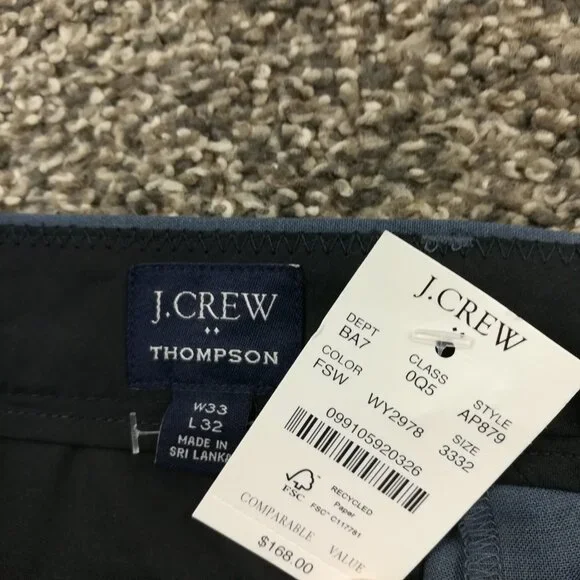 J.CREW
THOMPSON
W33
L 32
MADE IN
SRI LANKA
J.CREW
DEPT CLASS STYLE
BA7 0Q5 AP879
COLOR SIZE
FSW WY2978 3332
099105920326
FSC
RECYCLED
Paper
FSC® C117781
COMPARABLE VALUE
$168.00